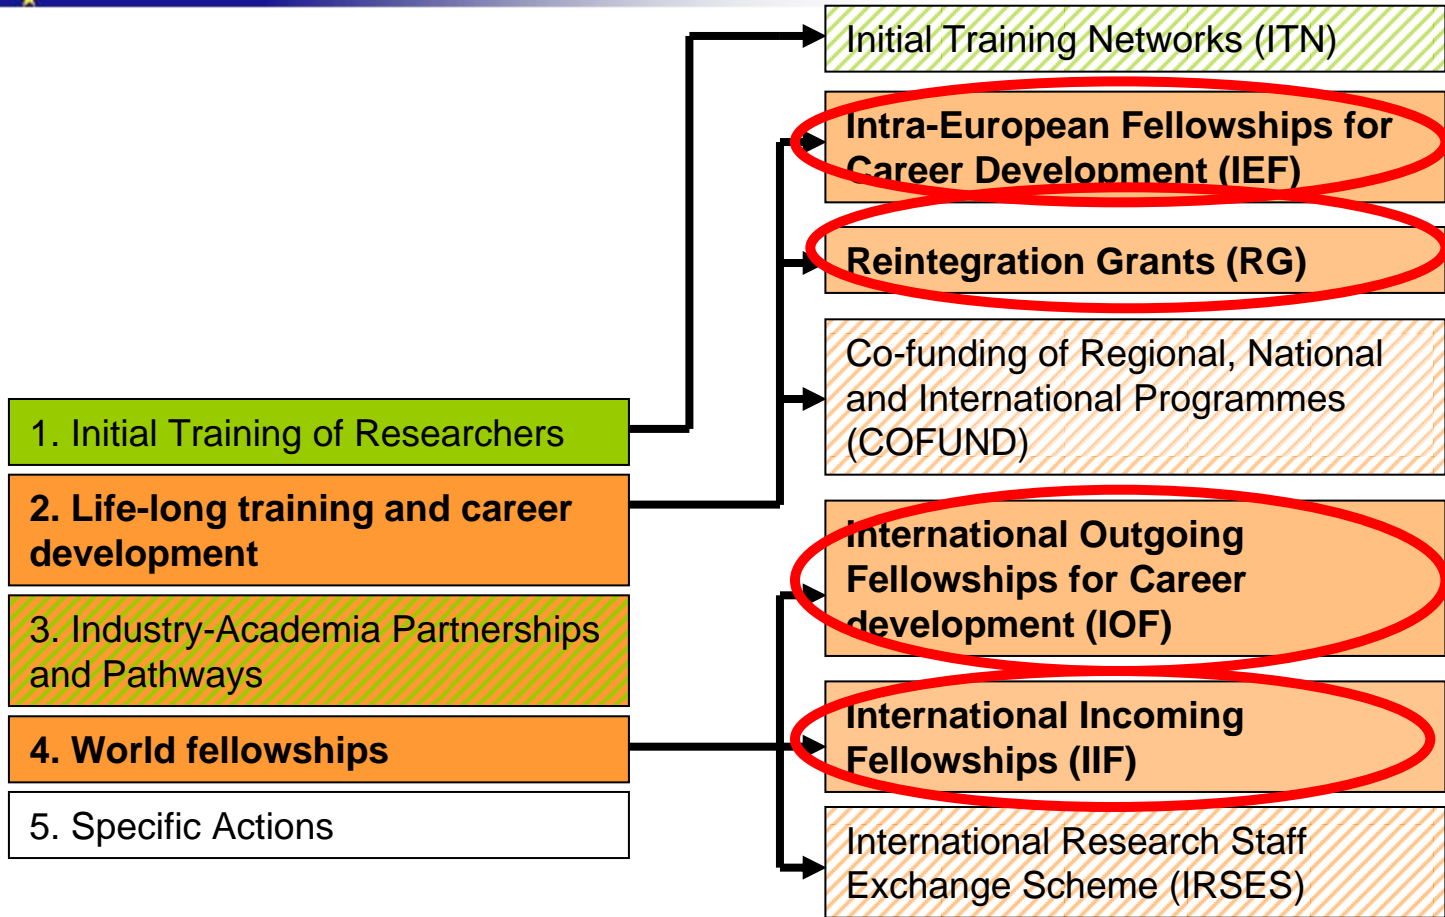 Initial Training Networks (ITN)
Intra-European Fellowships for
Career Development (IEF)
Reintegration Grants (RG)
Co-funding of Regional, National
and International Programmes
(COFUND)
1. Initial Training of Researchers
2. Life-long training and career
development
3. Industry-Academia Partnerships
and Pathways
4. World fellowships
5. Specific Actions
International Outgoing
Fellowships for Career
development (IOF)
International Incoming
Fellowships (IIF)
International Research Staff
Exchange Scheme (IRSES)